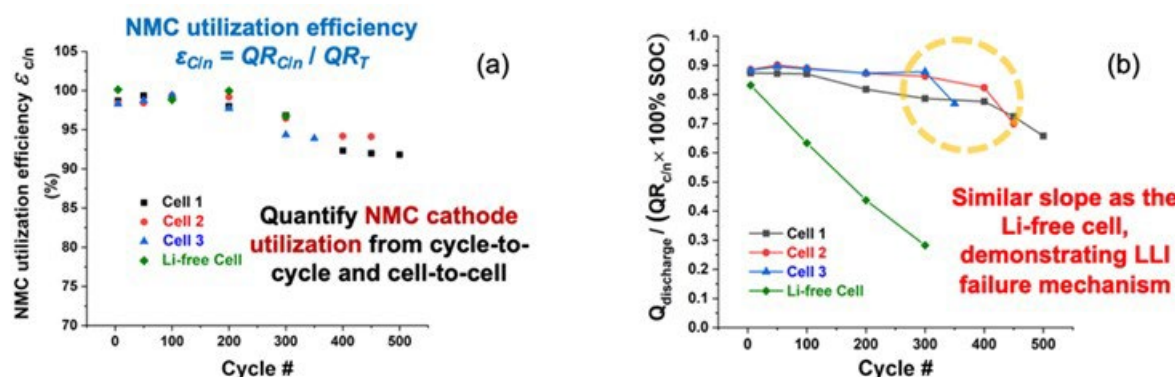 NMC utilization efficiency
εC/n = QRC/n / QRT
(a)
NMC utilization efficiency ε c/n
(%)
105
100
95
90
85
80
75
70
0 100 200 300 400 500
Cycle #
Cell 1
Cell 2
Cell 3
Li-free Cell
Quantify NMC cathode
utilization from cycle-to-
cycle and cell-to-cell
(b)
Qdischarge / (QRc/n× 100% SOC)
1.0
0.9
0.8
0.7
0.6
0.5
0.4
0.3
0.2
0.1
0.0
0 100 200 300 400 500
Cycle #
Cell 1
Cell 2
Cell 3
Li-free Cell
Similar slope as the
Li-free cell,
demonstrating LLI
failure mechanism